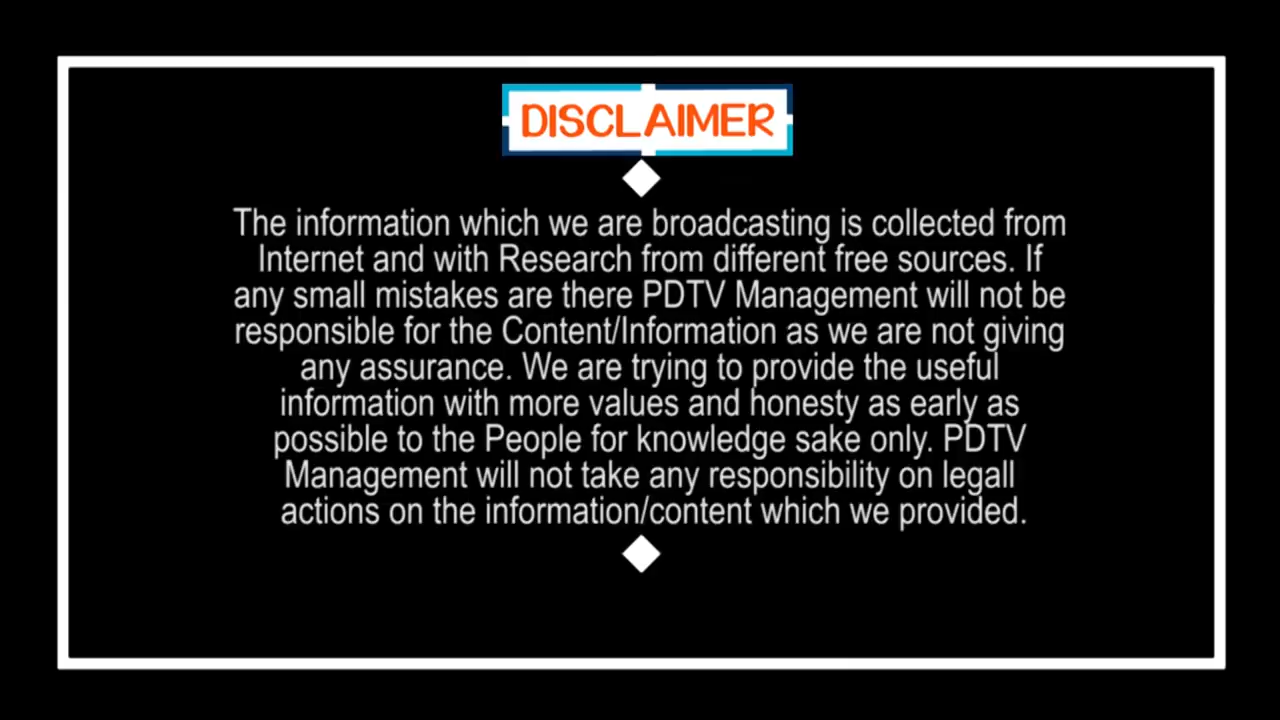 DISCLAIMER
The information which we are broadcasting is collected from
Internet and with Research from different free sources. If
any small mistakes are there PDTV Management will not be
responsible for the Content/Information as we are not giving
any assurance. We are trying to provide the useful
information with more values and honesty as early as
possible to the People for knowledge sake only. PDTV
Management will not take any responsibility on legall
actions on the information/content which we provided.